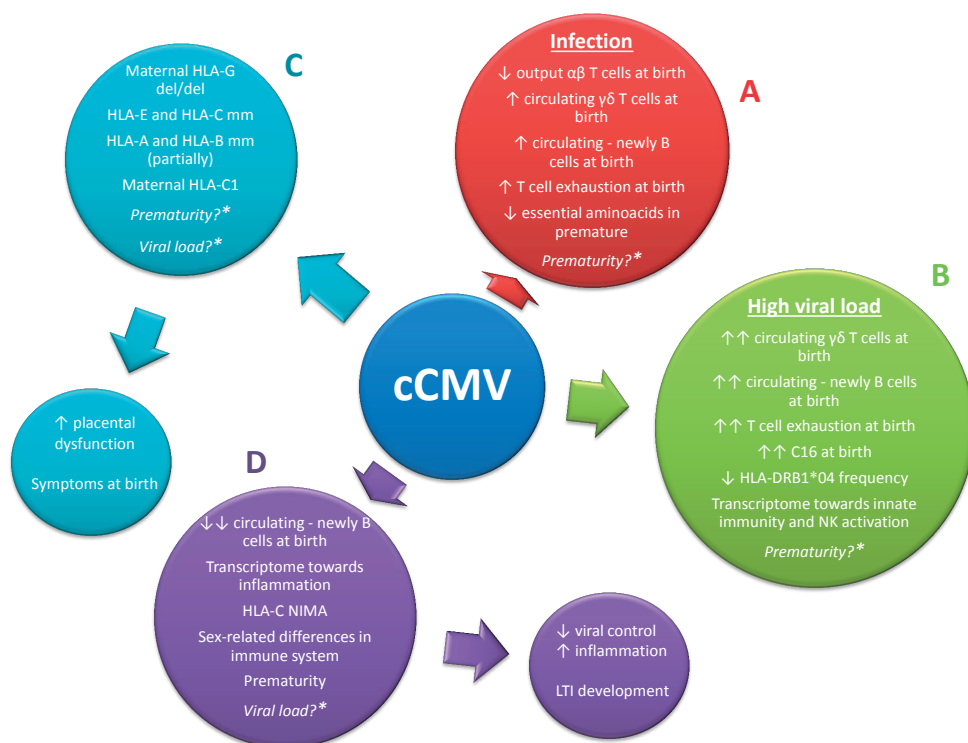 C
Maternal HLA-G
del/del
HLA-E and HLA-C mm
HLA-A and HLA-B mm
(partially)
Maternal HLA-C1
Prematurity?*
Viral load?*
↑ placental
dysfunction
Symptoms at birth
A
Infection
↓ output αβ T cells at birth
↑ circulating γδ T cells at
birth
↑ circulating - newly B
cells at birth
↑ T cell exhaustion at birth
↓ essential aminoacids in
premature
Prematurity?*
cCMV
B
High viral load
↑↑ circulating γδ T cells at
birth
↑↑ circulating - newly B cells
at birth
↑↑ T cell exhaustion at birth
↑↑ C16 at birth
↓ HLA-DRB1*04 frequency
Transcriptome towards innate
immunity and NK activation
Prematurity?*
D
↓↓ circulating - newly B
cells at birth
Transcriptome towards
inflammation
HLA-C NIMA
Sex-related differences in
immune system
Prematurity
Viral load?*
↓ viral control
↑ inflammation
LTI development